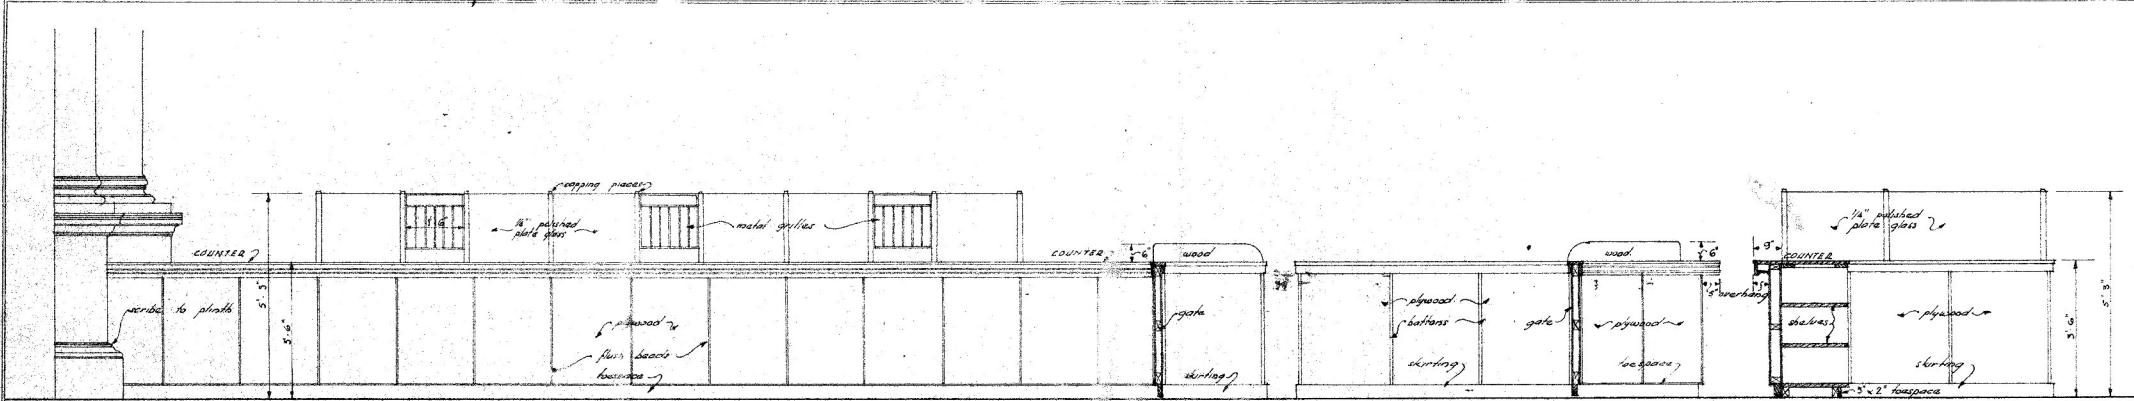 capping pieces
1' 6"
1/4" polished
plate glass
metal grilles
COUNTER
COUNTER
6"
wood
5' 3"
3' 6"
scribe to plinth
plywood
flush beads
toespace
gate
skirting
plywood
battens
skirting
wood
6"
gate
plywood
toespace
9"
COUNTER
5"
overhang
shelves
3" x 2" toespace
1/4" polished
plate glass
plywood
skirting
3' 6"
5' 3"